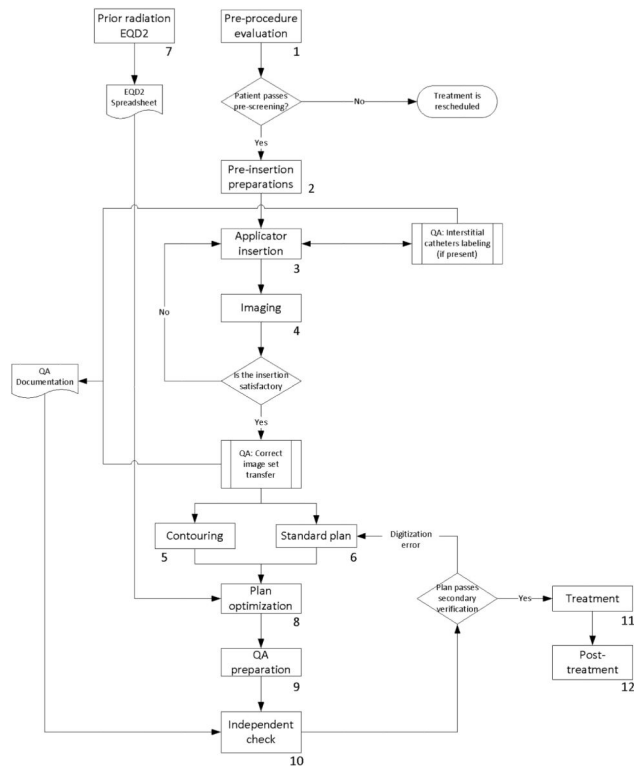 Prior radiation
EQD2
7
Pre-procedure
evaluation
1
EQD2
Spreadsheet
Patient passes
pre-screening?
No
Treatment is
rescheduled
Yes
Pre-insertion
preparations
2
Applicator
insertion
3
QA: Interstitial
catheters labeling
(if present)
No
Imaging
4
QA
Documentation
Is the insertion
satisfactory
Yes
QA: Correct
image set
transfer
Contouring
5
Standard plan
6
Digitization
error
Plan
optimization
8
Plan passes
secondary
verification
Yes
Treatment
11
QA
preparation
9
Post-
treatment
12
Independent
check
10